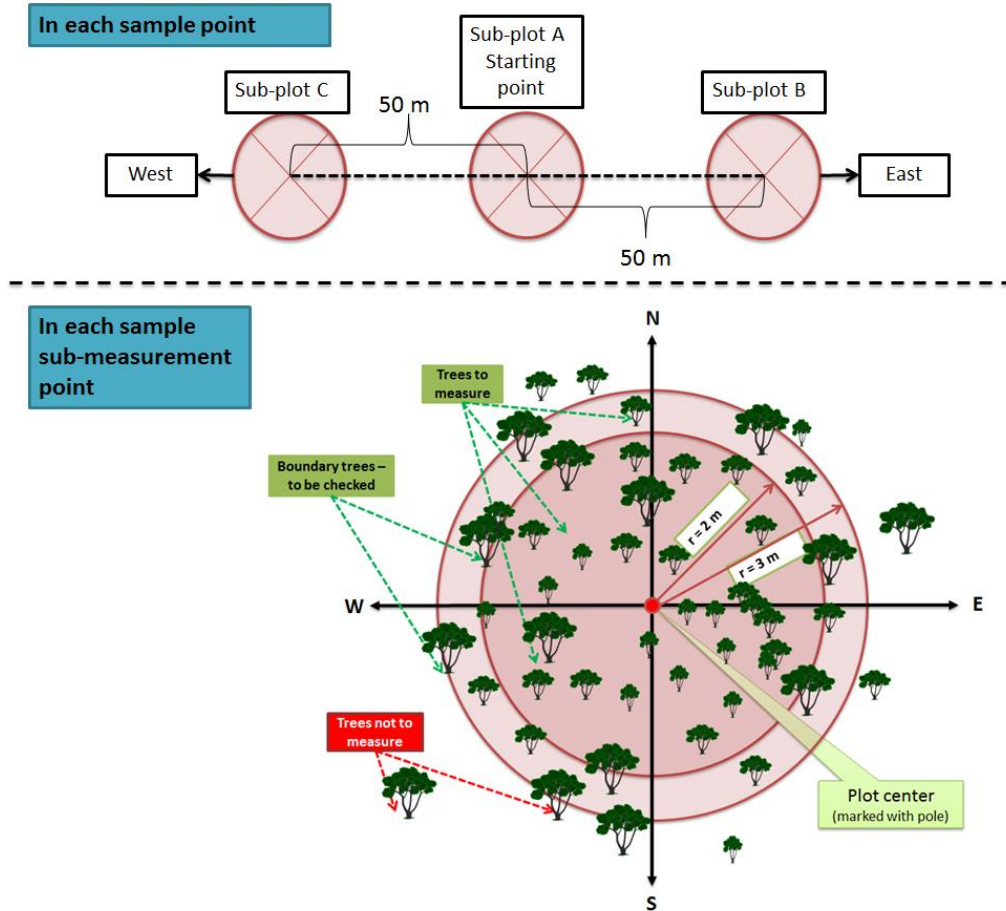 In each sample point
Sub-plot A
Starting
point
Sub-plot C
50 m
Sub-plot B
West
East
50 m
In each sample
sub-measurement
point
N
Trees to
measure
Boundary trees –
to be checked
r = 2 m
r = 3 m
W
E
Trees not to
measure
Plot center
(marked with pole)
S